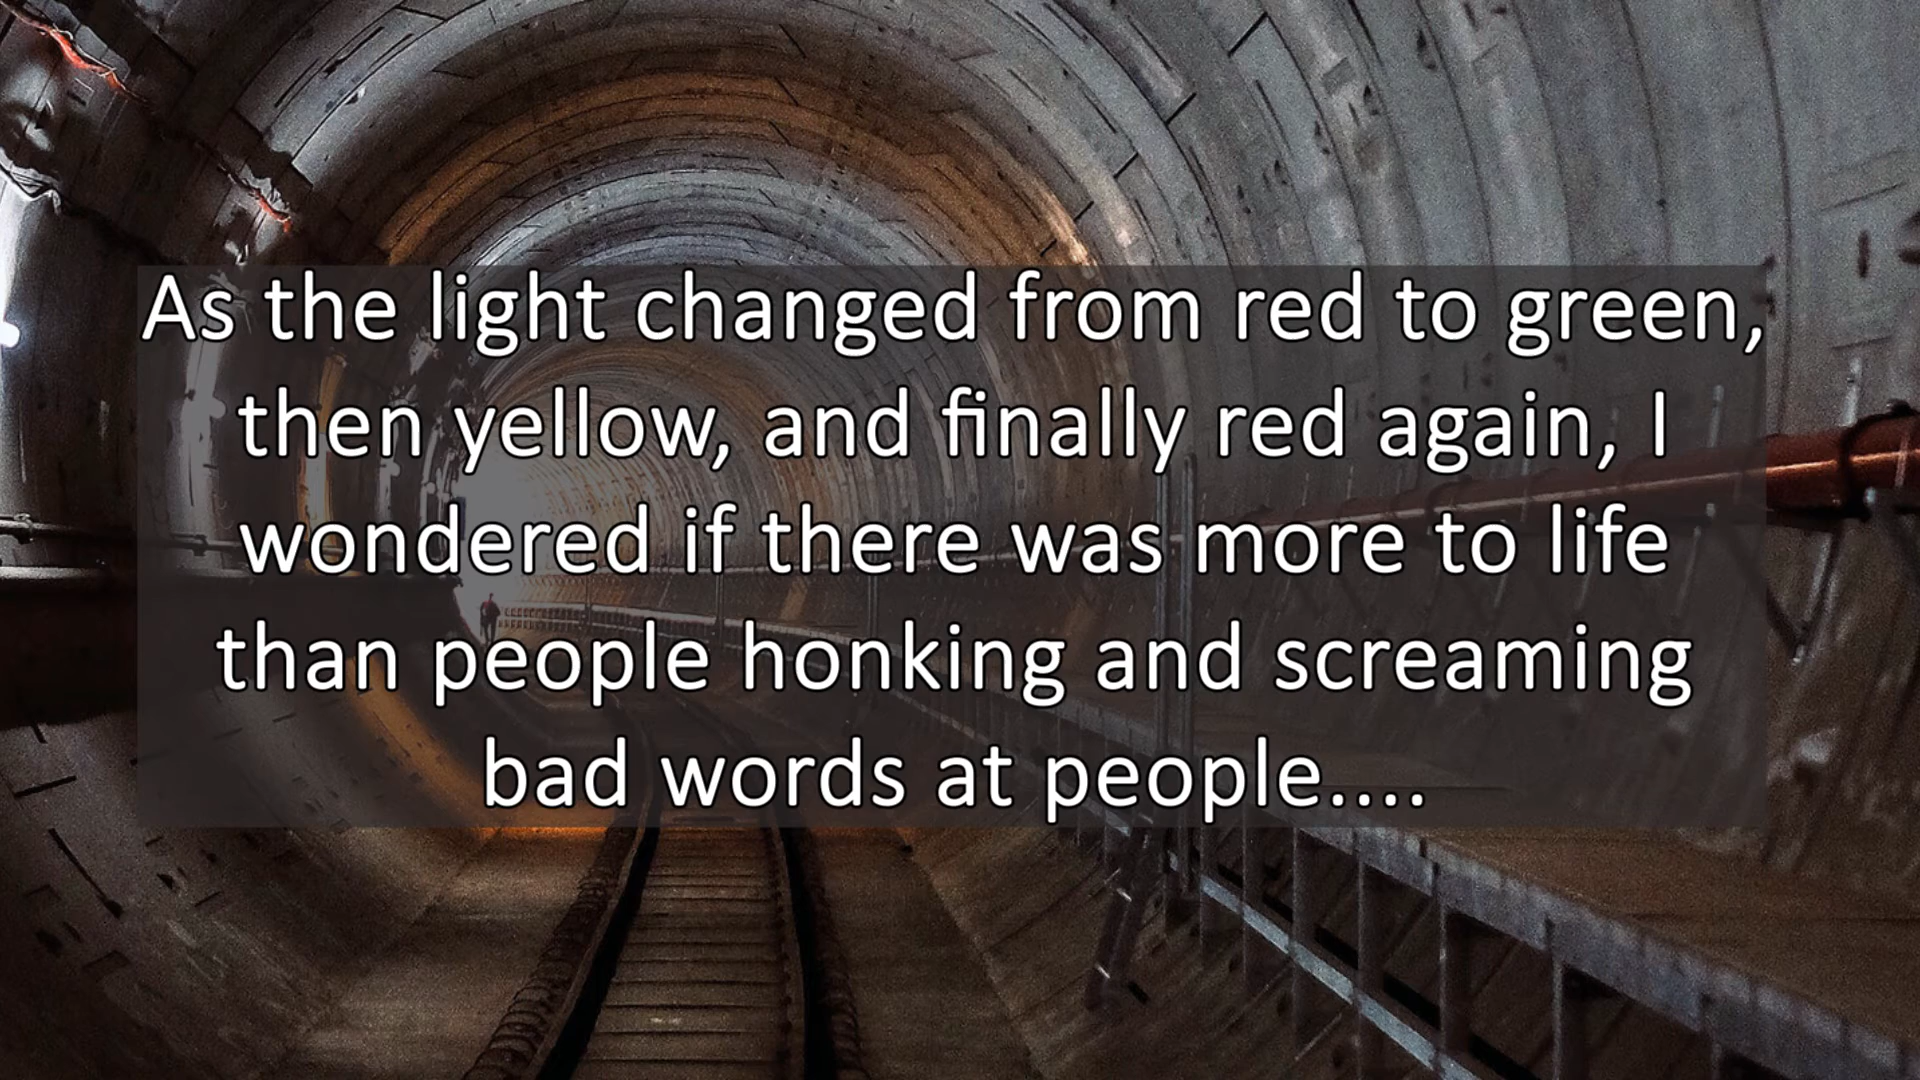 As the light changed from red to green,
then yellow, and finally red again, I
wondered if there was more to life
than people honking and screaming
bad words at people....